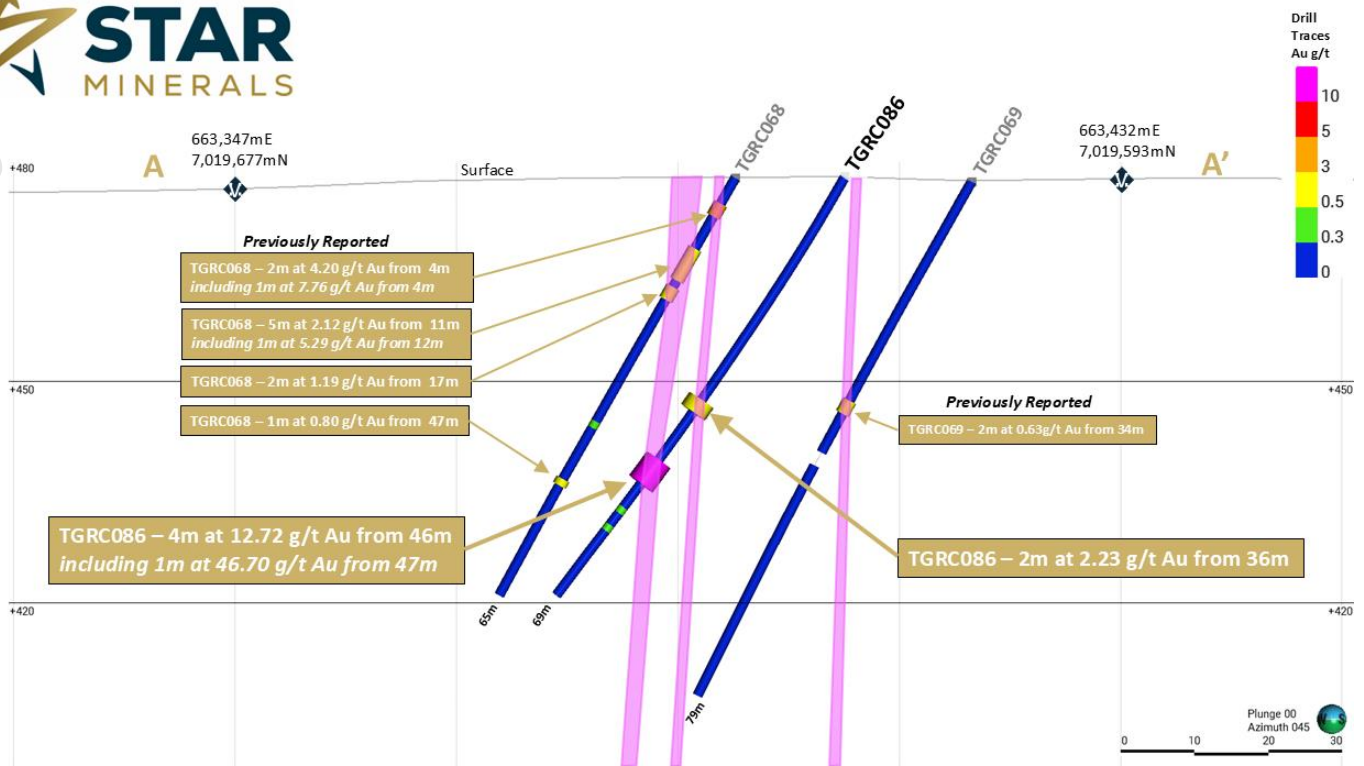 STAR
MINERALS
Drill
Traces
Au g/t
10
5
3
0.5
0.3
0
663,347mE
7,019,677mN
A
TGRC068
TGRC086
TGRC069
663,432mE
7,019,593mN
A'
+480
Surface
Previously Reported
TGRC068 – 2m at 4.20 g/t Au from 4m
including 1m at 7.76 g/t Au from 4m
TGRC068 – 5m at 2.12 g/t Au from 11m
including 1m at 5.29 g/t Au from 12m
TGRC068 – 2m at 1.19 g/t Au from 17m
TGRC068 – 1m at 0.80 g/t Au from 47m
+450
+450
Previously Reported
TGRC069 – 2m at 0.63g/t Au from 34m
TGRC086 – 4m at 12.72 g/t Au from 46m
including 1m at 46.70 g/t Au from 47m
TGRC086 – 2m at 2.23 g/t Au from 36m
+420
+420
65m
69m
79m
Plunge 00
Azimuth 045
0 10 20 30